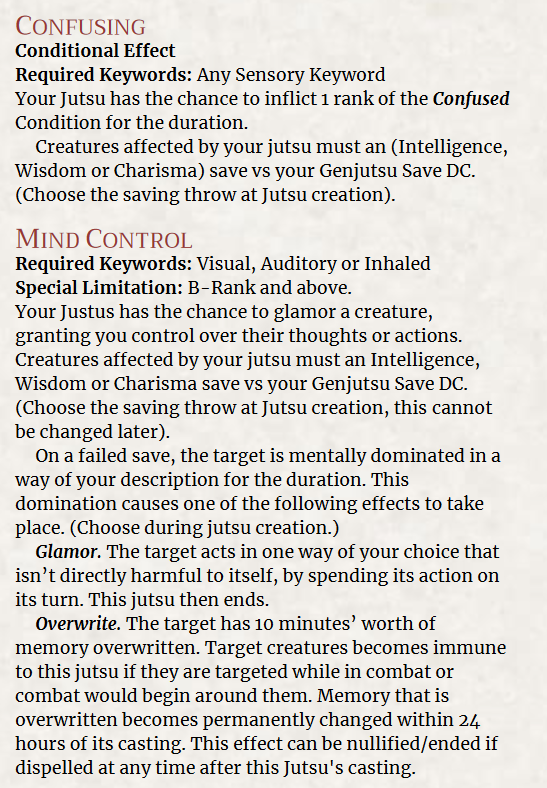 CONFUSING
Conditional Effect
Required Keywords: Any Sensory Keyword
Your Jutsu has the chance to inflict 1 rank of the Confused
Condition for the duration.
Creatures affected by your jutsu must an (Intelligence,
Wisdom or Charisma) save vs your Genjutsu Save DC.
(Choose the saving throw at Jutsu creation).
MIND CONTROL
Required Keywords: Visual, Auditory or Inhaled
Special Limitation: B-Rank and above.
Your Justus has the chance to glamor a creature,
granting you control over their thoughts or actions.
Creatures affected by your jutsu must an Intelligence,
Wisdom or Charisma save vs your Genjutsu Save DC.
(Choose the saving throw at Jutsu creation, this cannot
be changed later).
On a failed save, the target is mentally dominated in a
way of your description for the duration. This
domination causes one of the following effects to take
place. (Choose during jutsu creation.)
Glamor. The target acts in one way of your choice that
isn't directly harmful to itself, by spending its action on
its turn. This jutsu then ends.
Overwrite. The target has 10 minutes' worth of
memory overwritten. Target creatures becomes immune
to this jutsu if they are targeted while in combat or
combat would begin around them. Memory that is
overwritten becomes permanently changed within 24
hours of its casting. This effect can be nullified/ended if
dispelled at any time after this Jutsu's casting.